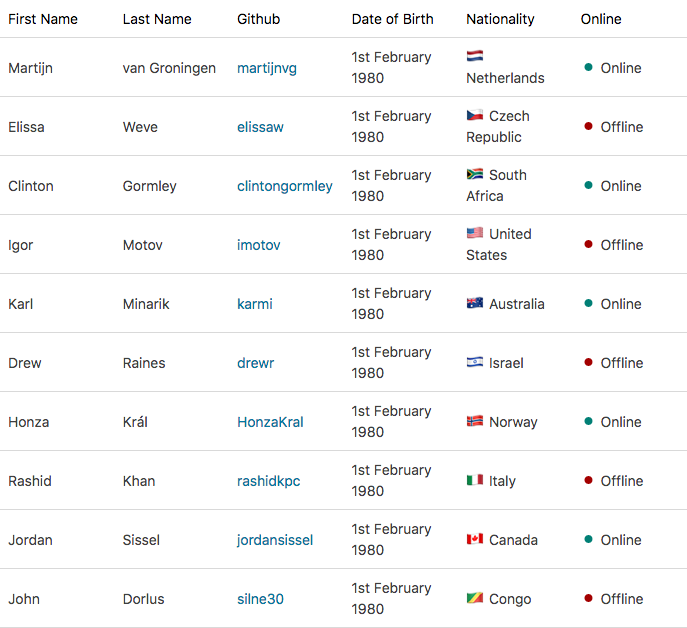 First Name Last Name Github Date of Birth Nationality Online
Martijn van Groningen martijnvg 1st February 1980 Netherlands Online
Elissa Weve elissaw 1st February 1980 Czech Republic Offline
Clinton Gormley clintongormley 1st February 1980 South Africa Online
Igor Motov imotov 1st February 1980 United States Offline
Karl Minarik karmi 1st February 1980 Australia Online
Drew Raines drewr 1st February 1980 Israel Offline
Honza Král HonzaKral 1st February 1980 Norway Online
Rashid Khan rashidkpc 1st February 1980 Italy Offline
Jordan Sissel jordansissel 1st February 1980 Canada Online
John Dorlus silne30 1st February 1980 Congo Offline